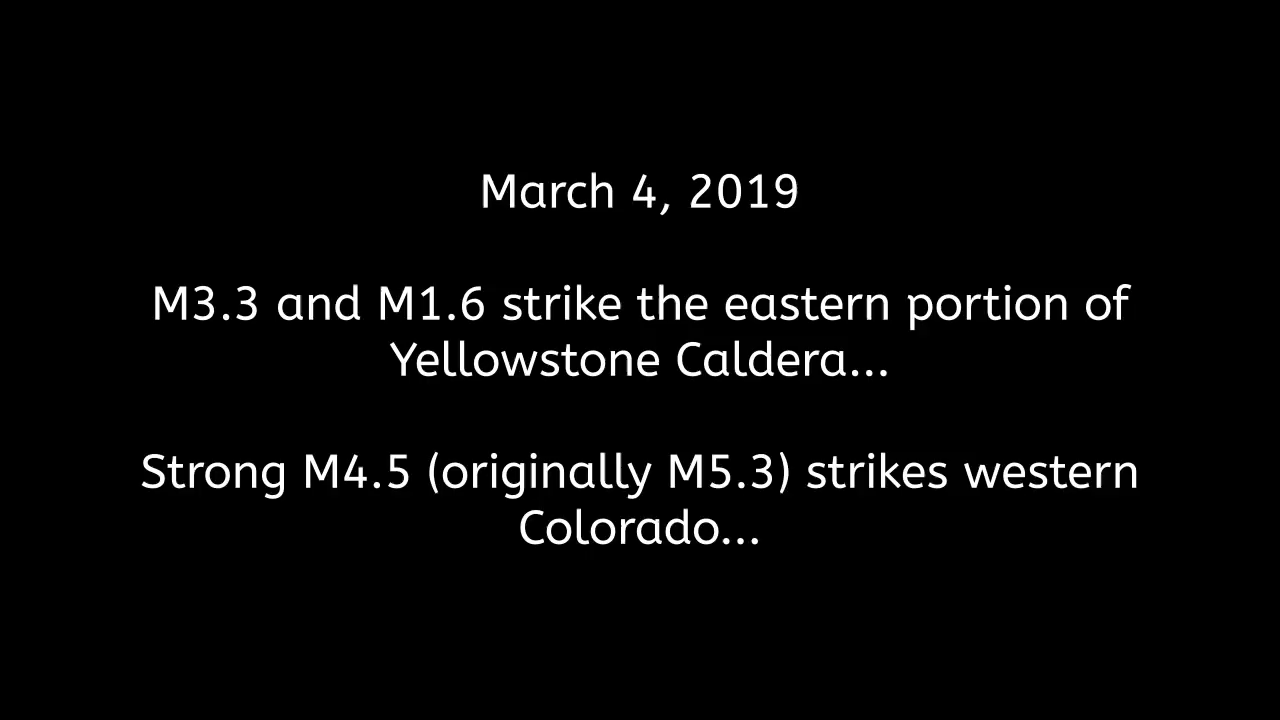 March 4, 2019
M3.3 and M1.6 strike the eastern portion of
Yellowstone Caldera...
Strong M4.5 (originally M5.3) strikes western
Colorado...